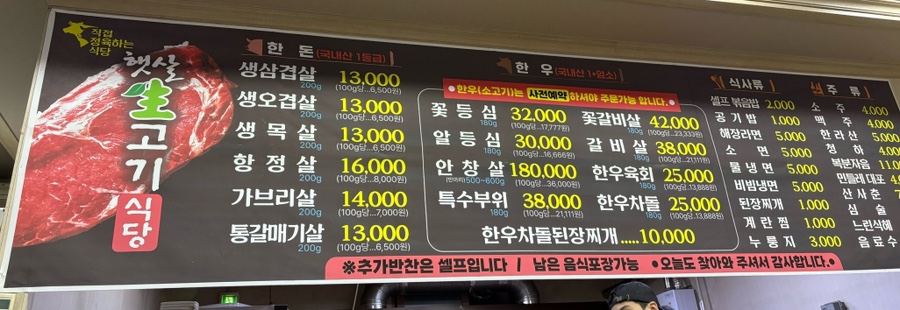 직접
정육하는
식당
햇살
生
고
기
식당
한 돈 (국내산 1등급)
생삼겹살 200g 13,000 (100g당...6,500원)
생오겹살 200g 13,000 (100g당...6,500원)
생 목 살 200g 13,000 (100g당...6,500원)
항 정 살 200g 16,000 (100g당...8,000원)
가브리살 200g 14,000 (100g당...7,000원)
통갈매기살 200g 13,000 (100g당...6,500원)
한 우 (국내산 1+암소)
한우(소고기)는 사전예약하셔야 주문가능 합니다.
꽃 등 심 180g 32,000 (100g당...17,777원)
알 등 심 180g 30,000 (100g당...16,666원)
안 창 살 500~600g 180,000 (100g당...36,000원)
특수부위 180g 38,000 (100g당...21,111원)
꽃갈비살 180g 42,000 (100g당...23,333원)
갈 비 살 180g 38,000 (100g당...21,111원)
한우육회 180g 25,000 (100g당...13,888원)
한우차돌 180g 25,000 (100g당...13,888원)
한우차돌된장찌개 .....10,000
식사류
셀프 볶음밥 2,000
공 기 밥 1,000
해장라면 5,000
소 면 5,000
물 냉 면 5,000
비빔냉면 5,000
된장찌개 1,000
계 란 찜 1,000
누 룽 지 3,000
주 류
소 주 4,000
맥 주 4,000
한 라 산 5,000
청 하 4,000
복분자음 11,0
민들레 대포 4,0
산 사 춘 7
심 술
느린식혜
음 료 수
※추가반찬은 셀프입니다 / 남은 음식포장가능 ●오늘도 찾아와 주셔서 감사합니다.●